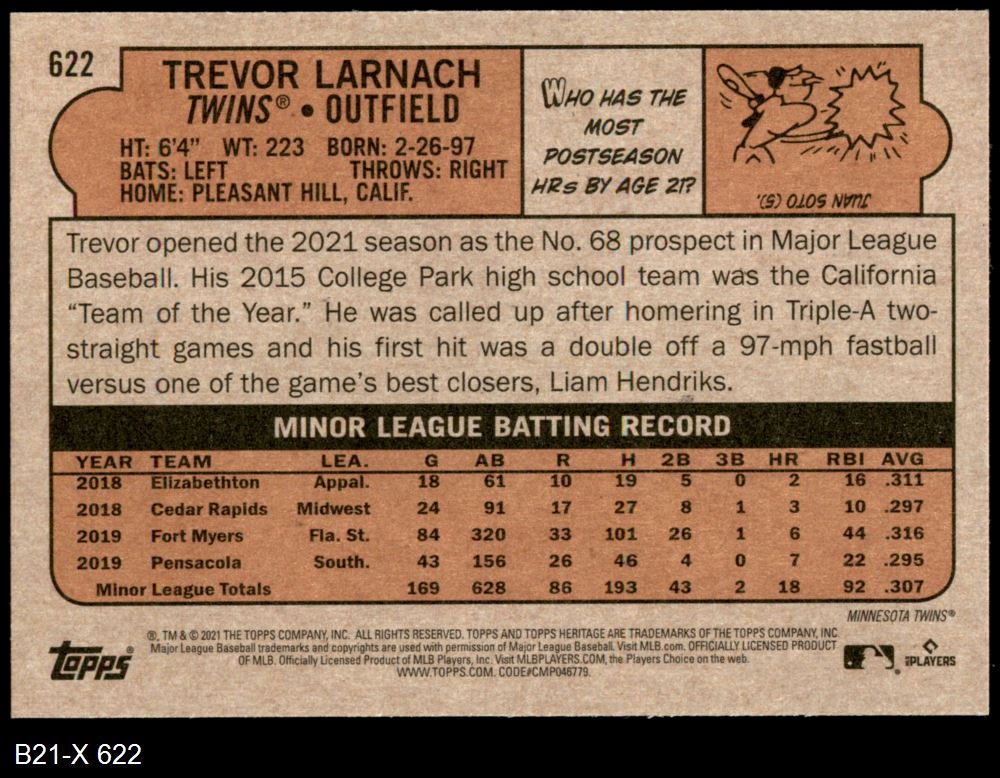 622
TREVOR LARNACH
TWINS® • OUTFIELD
HT: 6'4" WT: 223 BORN: 2-26-97
BATS: LEFT THROWS: RIGHT
HOME: PLEASANT HILL, CALIF.
WHO HAS THE
MOST
POSTSEASON
HRs BY AGE 21?
JUAN SOTO (5).
Trevor opened the 2021 season as the No. 68 prospect in Major League
Baseball. His 2015 College Park high school team was the California
“Team of the Year.” He was called up after homering in Triple-A two-
straight games and his first hit was a double off a 97-mph fastball
versus one of the game’s best closers, Liam Hendriks.
MINOR LEAGUE BATTING RECORD
YEAR TEAM LEA. G AB R H 2B 3B HR RBI AVG
2018 Elizabethton Appal. 18 61 10 19 5 0 2 16 .311
2018 Cedar Rapids Midwest 24 91 17 27 8 1 3 10 .297
2019 Fort Myers Fla. St. 84 320 33 101 26 1 6 44 .316
2019 Pensacola South. 43 156 26 46 4 0 7 22 .295
Minor League Totals 169 628 86 193 43 2 18 92 .307
MINNESOTA TWINS®
®, TM & © 2021 THE TOPPS COMPANY, INC. ALL RIGHTS RESERVED. TOPPS AND TOPPS HERITAGE ARE TRADEMARKS OF THE TOPPS COMPANY, INC.
Major League Baseball trademarks and copyrights are used with permission of Major League Baseball. Visit MLB.com. OFFICIALLY LICENSED PRODUCT
OF MLB. Officially Licensed Product of MLB Players, Inc. Visit MLBPLAYERS.COM, the Players Choice on the web.
WWW.TOPPS.COM. CODE#CMP046779.
topps®
MLB PLAYERS
B21-X 622